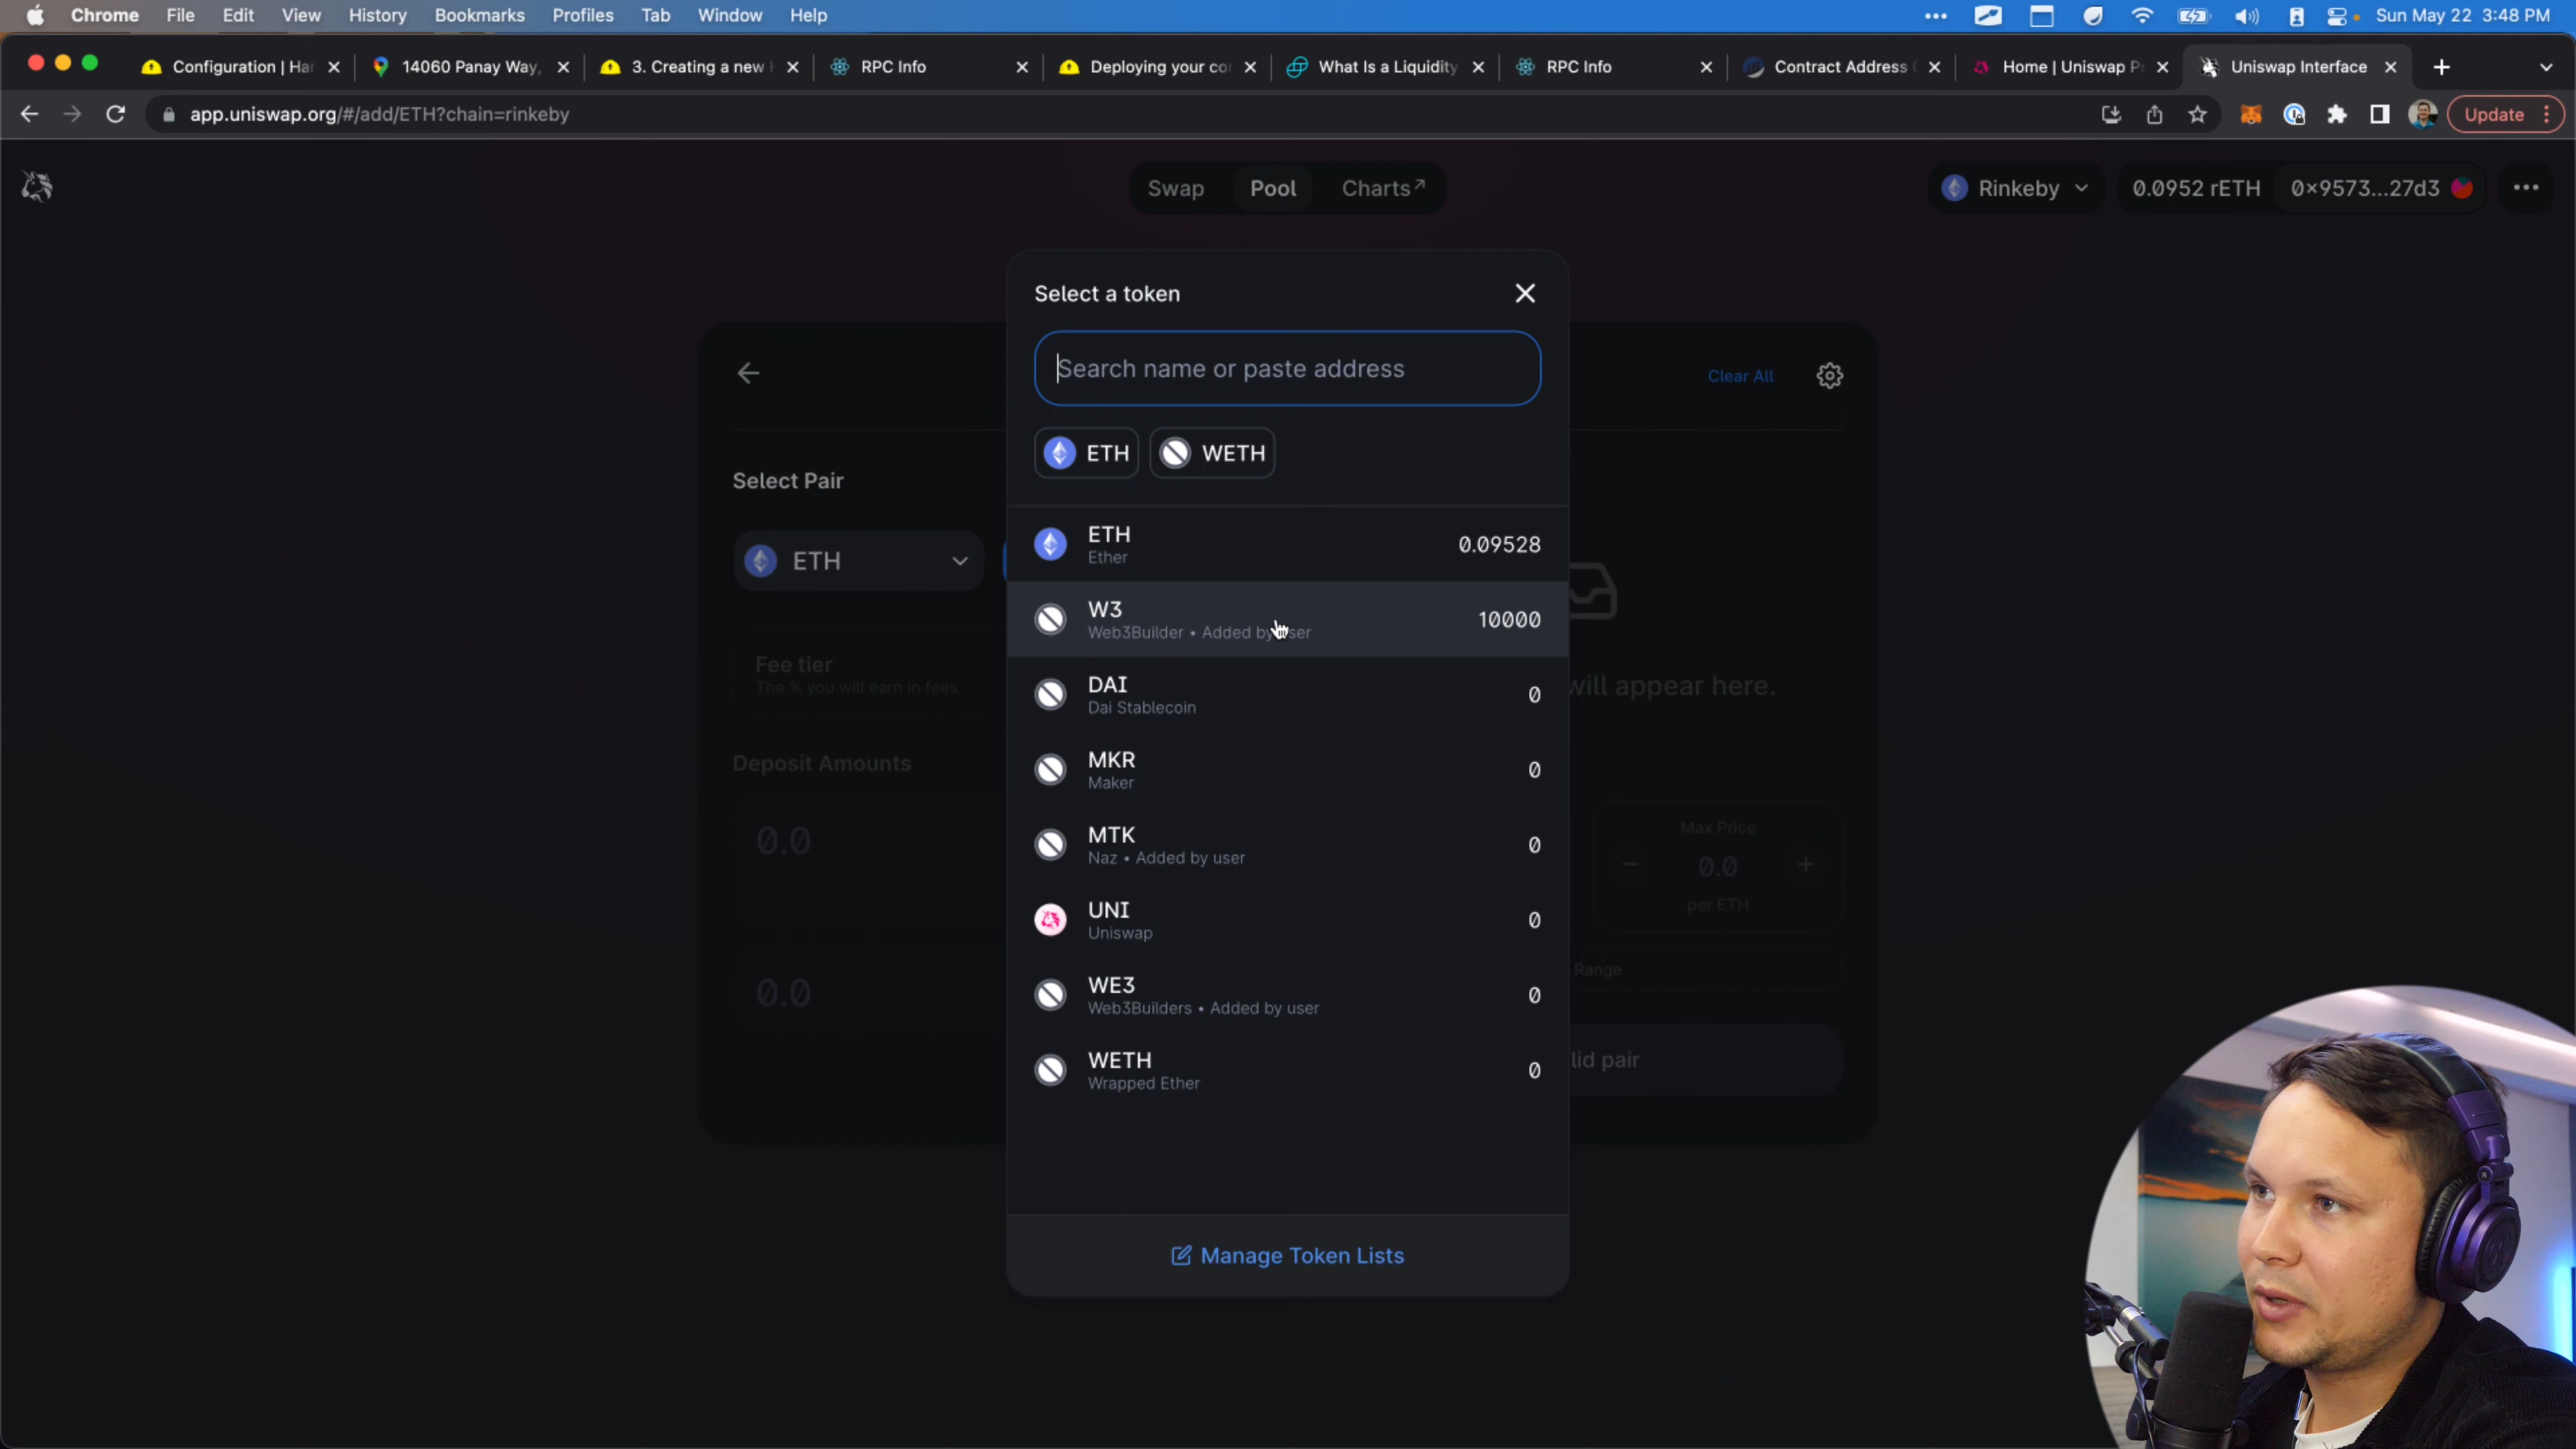 Chrome File Edit View History Bookmarks Profiles Tab Window Help
Sun May 22 3:48 PM
Configuration | Har
14060 Panay Way,
3. Creating a new H
RPC Info
Deploying your con
What Is a Liquidity
RPC Info
Contract Address
Home | Uniswap Pr
Uniswap Interface
app.uniswap.org/#/add/ETH?chain=rinkeby
Update
Swap
Pool
Charts↗
Rinkeby
0.0952 rETH
0×9573...27d3
Select a token
Search name or paste address
Clear All
ETH
WETH
Select Pair
ETH
ETH
Ether
0.09528
W3
Web3Builder • Added by user
10000
Fee tier
The % you will earn in fees.
DAI
Dai Stablecoin
0
will appear here.
Deposit Amounts
MKR
Maker
0
0.0
MTK
Naz • Added by user
0
Max Price
0.0
per ETH
UNI
Uniswap
0
Range
0.0
WE3
Web3Builders • Added by user
0
WETH
Wrapped Ether
0
lid pair
Manage Token Lists